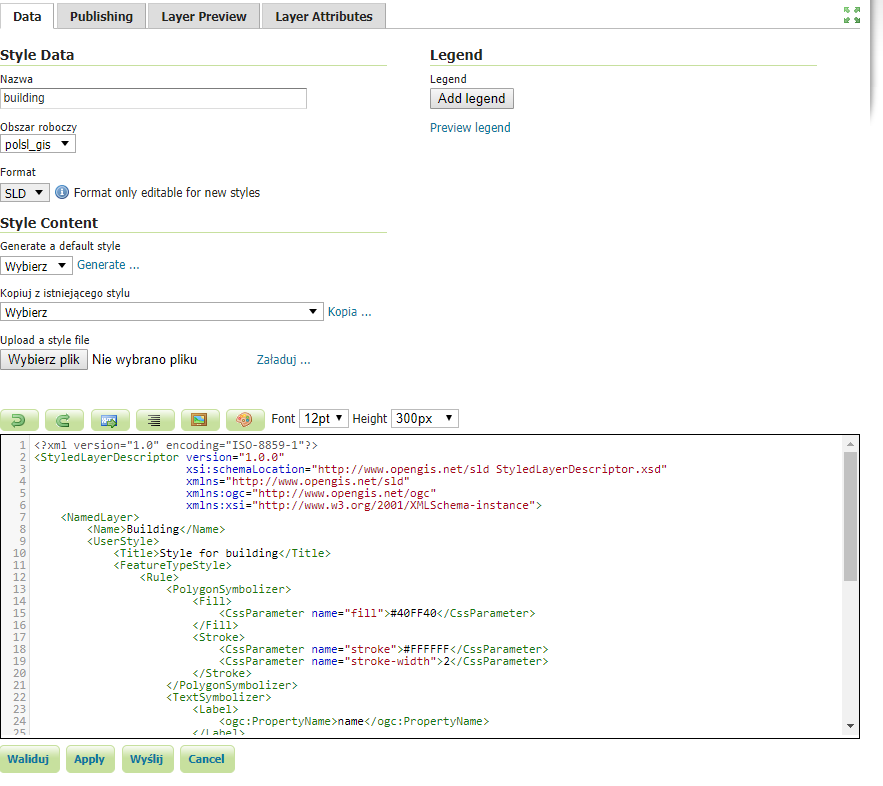 Data Publishing Layer Preview Layer Attributes
Style Data
Nazwa
building
Obszar roboczy
polsl_gis
Format
SLD Format only editable for new styles
Legend
Legend
Add legend
Preview legend
Style Content
Generate a default style
Wybierz Generate ...
Kopiuj z istniejącego stylu
Wybierz Kopia ...
Upload a style file
Wybierz plik Nie wybrano pliku Załaduj ...
Font 12pt Height 300px
1 <?xml version="1.0" encoding="ISO-8859-1"?>
2 <StyledLayerDescriptor version="1.0.0"
3 xsi:schemaLocation="http://www.opengis.net/sld StyledLayerDescriptor.xsd"
4 xmlns="http://www.opengis.net/sld"
5 xmlns:ogc="http://www.opengis.net/ogc"
6 xmlns:xsi="http://www.w3.org/2001/XMLSchema-instance">
7 <NamedLayer>
8 <Name>Building</Name>
9 <UserStyle>
10 <Title>Style for building</Title>
11 <FeatureTypeStyle>
12 <Rule>
13 <PolygonSymbolizer>
14 <Fill>
15 <CssParameter name="fill">#40FF40</CssParameter>
16 </Fill>
17 <Stroke>
18 <CssParameter name="stroke">#FFFFFF</CssParameter>
19 <CssParameter name="stroke-width">2</CssParameter>
20 </Stroke>
21 </PolygonSymbolizer>
22 <TextSymbolizer>
23 <Label>
24 <ogc:PropertyName>name</ogc:PropertyName>
25 </Label>
Waliduj Apply Wyślij Cancel